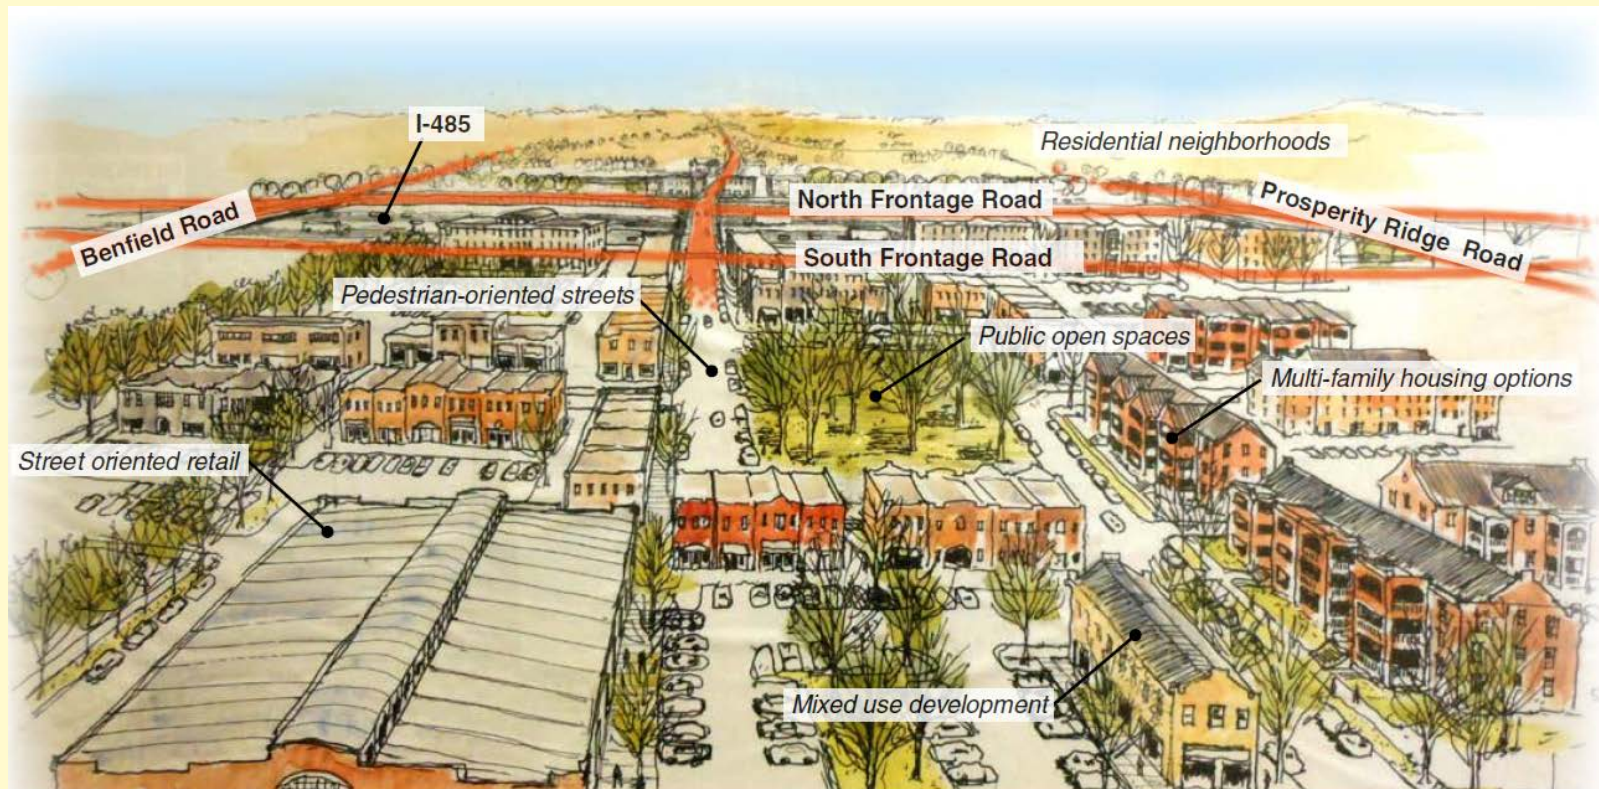 I-485
Residential neighborhoods
North Frontage Road
Prosperity Ridge Road
Benfield Road
South Frontage Road
Pedestrian-oriented streets
Public open spaces
Multi-family housing options
Street oriented retail
Mixed use development